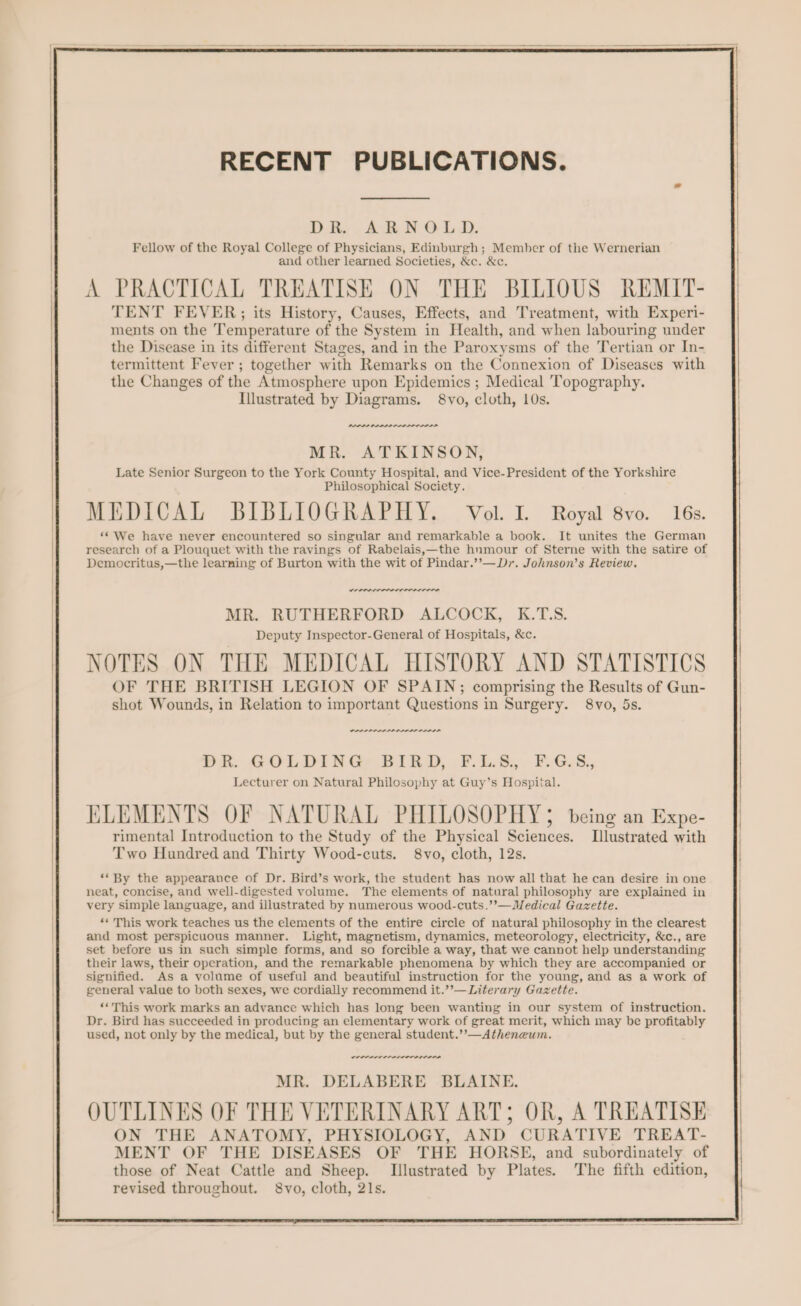 RECENT PUBLICATIONS.
DR. ARNOLD.
Fellow of the Royal College of Physicians, Edinburgh; Member of the Wernerian
and other learned Societies, &c. &c.
A PRACTICAL TREATISE ON THE BILIOUS REMIT-
TENT FEVER; its History, Causes, Effects, and Treatment, with Experi-
ments on the Temperature of the System in Health, and when labouring under
the Disease in its different Stages, and in the Paroxysms of the Tertian or In-
termittent Fever; together with Remarks on the Connexion of Diseases with
the Changes of the Atmosphere upon Epidemics; Medical Topography.
Illustrated by Diagrams. 8vo, cloth, 10s.
MR. ATKINSON,
Late Senior Surgeon to the York County Hospital, and Vice-President of the Yorkshire
Philosophical Society.
MEDICAL BIBLIOGRAPHY. Vol. I. Royal 8vo. 16s.
“We have never encountered so singular and remarkable a book. It unites the German
research of a Plouquet with the ravings of Rabelais,—the humour of Sterne with the satire of
Democritus,—the learning of Burton with the wit of Pindar.”—Dr. Johnson's Review.
MR. RUTHERFORD ALCOCK, K.T.S.
Deputy Inspector-General of Hospitals, &c.
NOTES ON THE MEDICAL HISTORY AND STATISTICS
OF THE BRITISH LEGION OF SPAIN; comprising the Results of Gun-
shot Wounds, in Relation to important Questions in Surgery. 8vo, 5s.
DR. GOLDING BIRD, F.L.S., F.G.S.,
Lecturer on Natural Philosophy at Guy's Hospital.
ELEMENTS OF NATURAL PHILOSOPHY; being an Expe-
rimental Introduction to the Study of the Physical Sciences. Illustrated with
Two Hundred and Thirty Wood-cuts. 8vo, cloth, 12s.
“By the appearance of Dr. Bird's work, the student has now all that he can desire in one
neat, concise, and well-digested volume. The elements of natural philosophy are explained in
very simple language, and illustrated by numerous wood-cuts.”—Medical Gazette.
“This work teaches us the elements of the entire circle of natural philosophy in the clearest
and most perspicuous manner. Light, magnetism, dynamics, meteorology, electricity, &c., are
set before us in such simple forms, and so forcible a way, that we cannot help understanding
their laws, their operation, and the remarkable phenomena by which they are accompanied or
signified. As a volume of useful and beautiful instruction for the young, and as a work of
general value to both sexes, we cordially recommend it.”—Literary Gazette.
“This work marks an advance which has long been wanting in our system of instruction.
Dr. Bird has succeeded in producing an elementary work of great merit, which may be profitably
used, not only by the medical, but by the general student.”—Athenæum.
MR. DELABERE BLAINE.
OUTLINES OF THE VETERINARY ART; OR, A TREATISE
ON THE ANATOMY, PHYSIOLOGY, AND CURATIVE TREAT-
MENT OF THE DISEASES OF THE HORSE, and subordinately of
those of Neat Cattle and Sheep. Illustrated by Plates. The fifth edition,
revised throughout. 8vo, cloth, 21s.